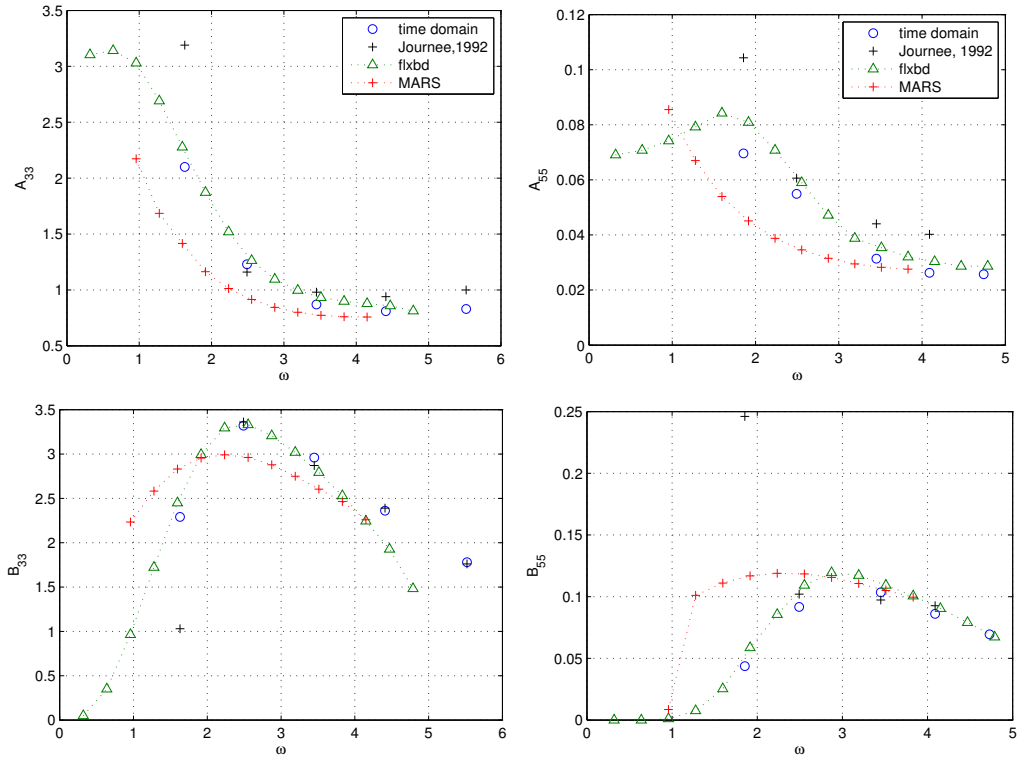 3.5
3
2.5
2
1.5
1
0.5
0 1 2 3 4 5 6
A33
ω
time domain
Journee,1992
flxbd
MARS
0.12
0.1
0.08
0.06
0.04
0.02
0
0 1 2 3 4 5
A55
ω
time domain
Journee, 1992
flxbd
MARS
3.5
3
2.5
2
1.5
1
0.5
0
0 1 2 3 4 5 6
B33
ω
0.25
0.2
0.15
0.1
0.05
0
0 1 2 3 4 5
B55
ω